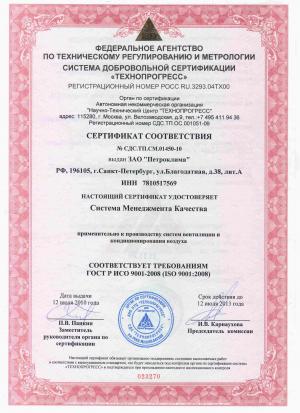 ФЕДЕРАЛЬНОЕ АГЕНТСТВО
ПО ТЕХНИЧЕСКОМУ РЕГУЛИРОВАНИЮ И МЕТРОЛОГИИ
СИСТЕМА ДОБРОВОЛЬНОЙ СЕРТИФИКАЦИИ
«ТЕХНОПРОГРЕСС»
РЕГИСТРАЦИОННЫЙ НОМЕР РОСС RU.3293.04ТХ00
Орган по сертификации
Автономная некоммерческая организация
"Научно-Технический Центр "ТЕХНОПРОГРЕСС"
адрес: 115280, г. Москва, ул. Велозаводская, д.9, тел. +7 495 411 94 36
Регистрационный номер СДС.ТП.ОС.001051-09
СЕРТИФИКАТ СООТВЕТСТВИЯ
№ СДС.ТП.СМ.01450-10
выдан ЗАО "Петроклима"
РФ, 196105, г.Санкт-Петербург, ул.Благодатная, д.38, лит.А
ИНН 7810517569
НАСТОЯЩИЙ СЕРТИФИКАТ УДОСТОВЕРЯЕТ
Система Менеджмента Качества
применительно к производству систем вентиляции и
кондиционирования воздуха
СООТВЕТСТВУЕТ ТРЕБОВАНИЯМ
ГОСТ Р ИСО 9001-2008 (ISO 9001:2008)
Дата выдачи
12 июля 2010 года
Срок действия до
12 июля 2013 года
П.В. Папкин
Заместитель
руководителя органа по
сертификации
И.В. Карнаухова
Председатель комиссии
023270